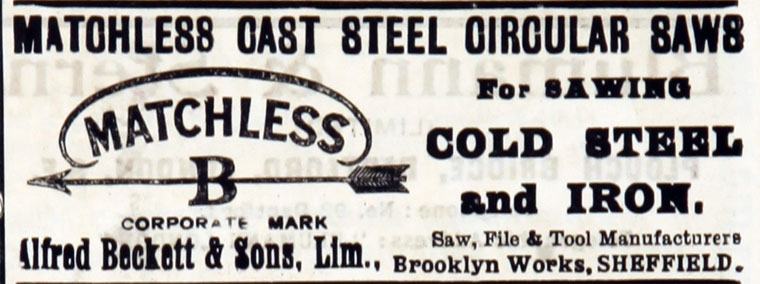 MATCHLESS CAST STEEL CIRCULAR SAWS
MATCHLESS
B
CORPORATE MARK
Alfred Beckett & Sons, Lim.,
For SAWING
COLD STEEL
and IRON.
Saw, File & Tool Manufacturers
Brooklyn Works, SHEFFIELD.